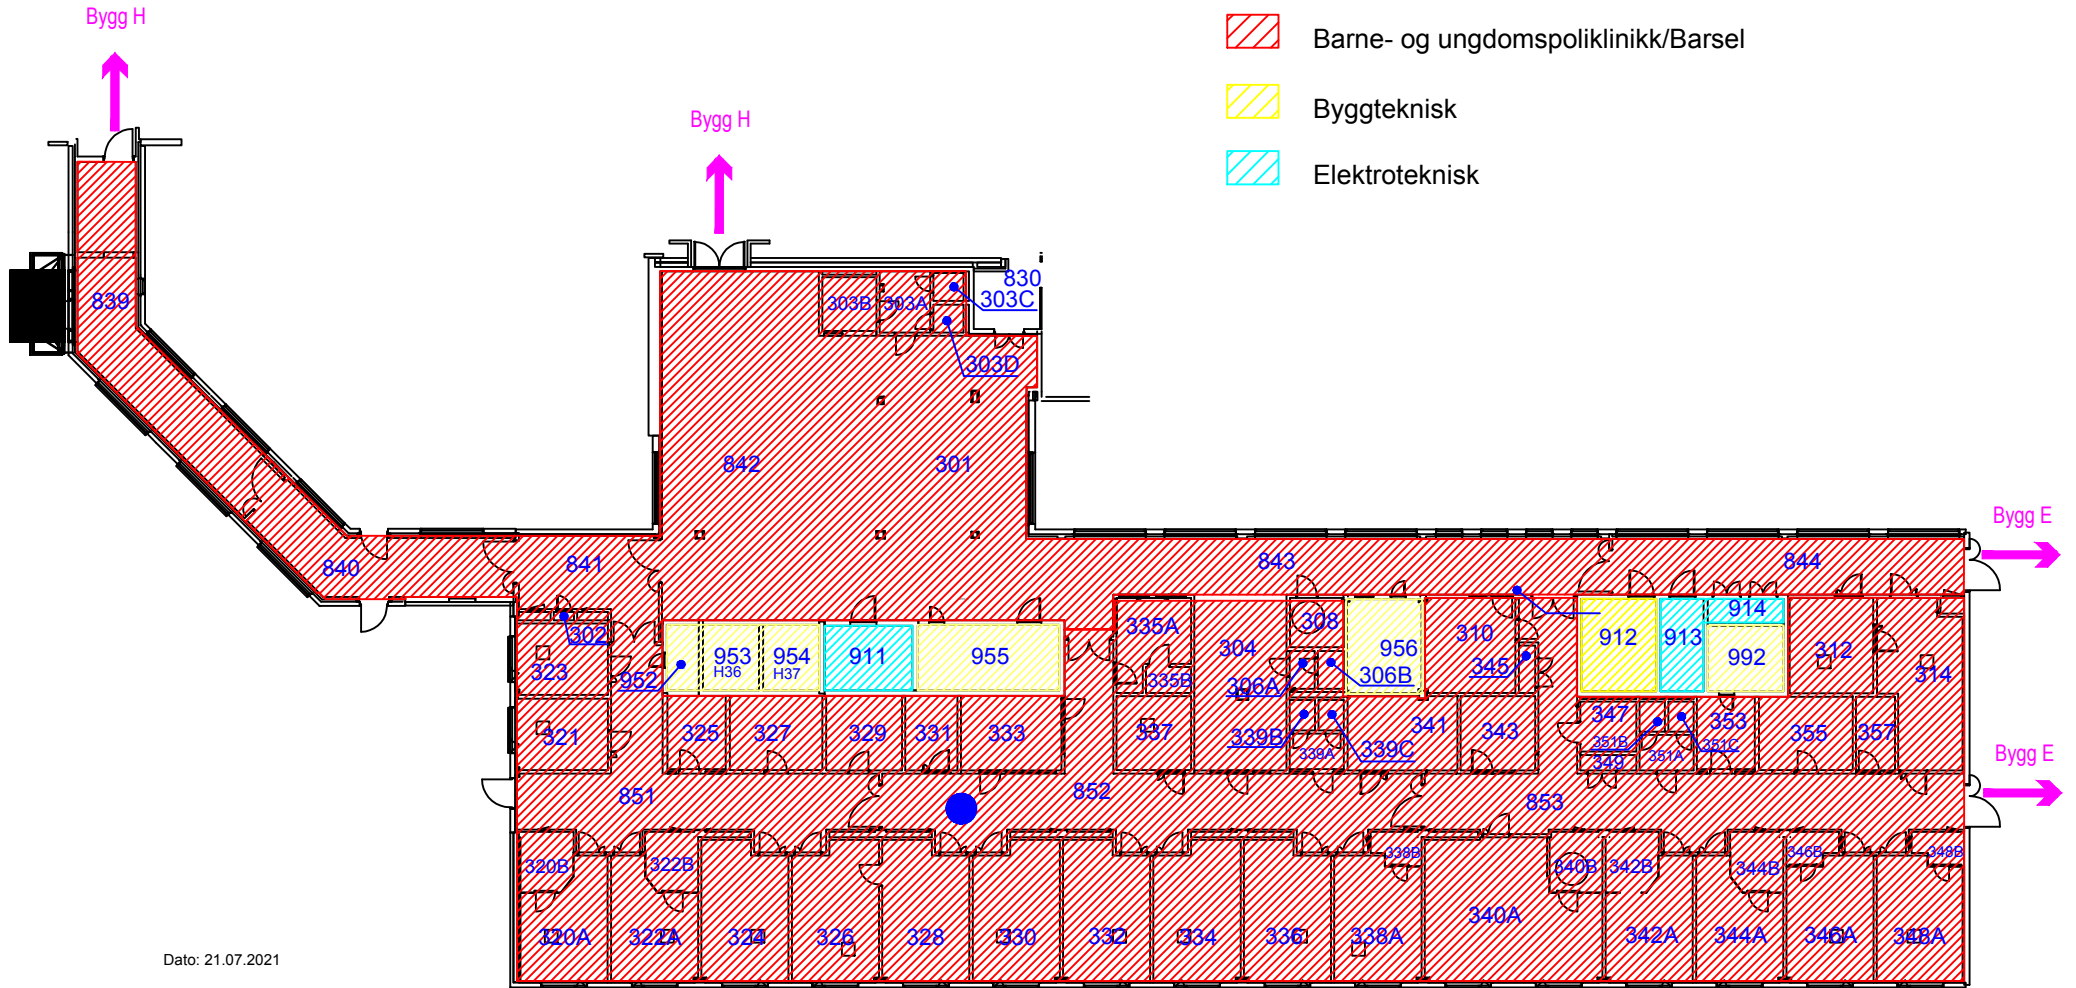 Bygg H
Barne- og ungdomspoliklinikk/Barsel
Byggteknisk
Bygg H
Elektroteknisk
830
839
303B
303A
303C
303D
842
301
Bygg E
840
841
843
844
302
335A
308
914
323
953
954
911
955
304
956
310
912
913
992
312
H36
H37
952
335B
306A
306B
345
314
321
325
327
329
331
333
337
339B
339A
339C
341
343
347
351B
351A
351C
353
355
357
349
Bygg E
851
852
853
320B
322B
338B
340B
342B
344B
346B
348B
320A
322A
324
326
328
330
332
334
336
338A
340A
342A
344A
346A
348A
Dato: 21.07.2021